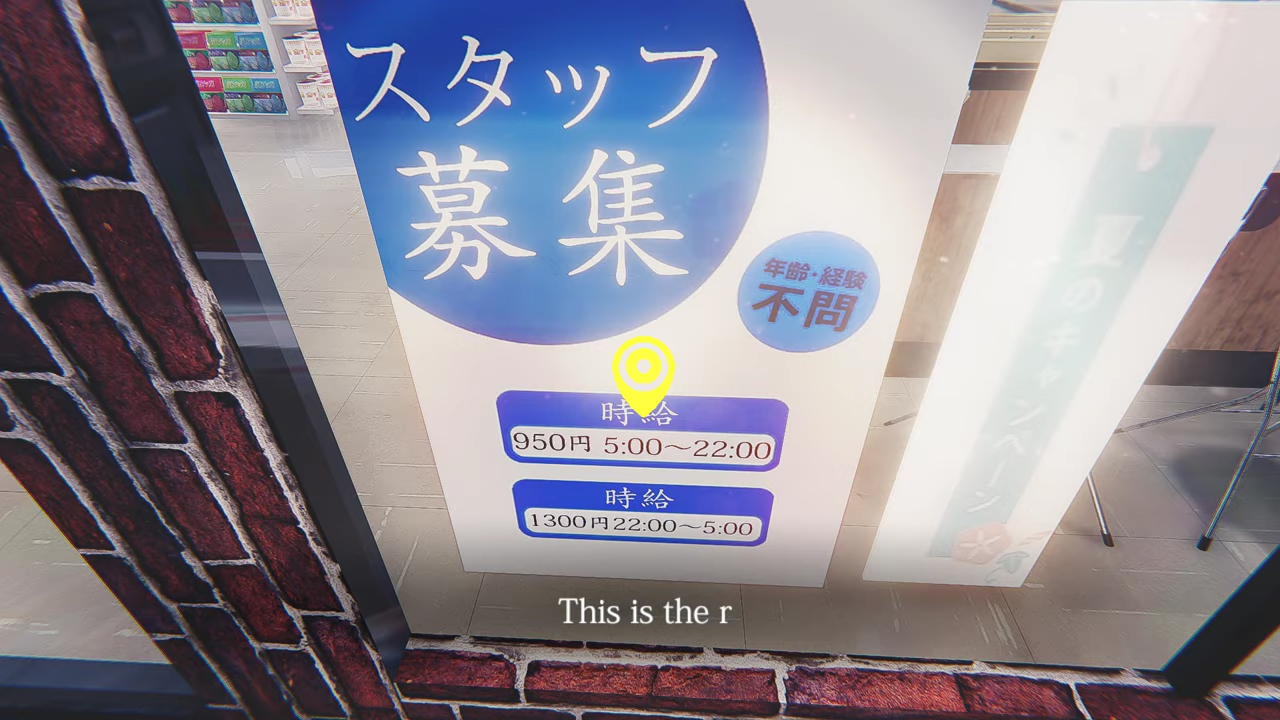 スタッフ
募集
年齢・経験
不問
時給
950円 5:00～22:00
時給
1300円22:00～5:00
夏のキャンペーン
This is the r